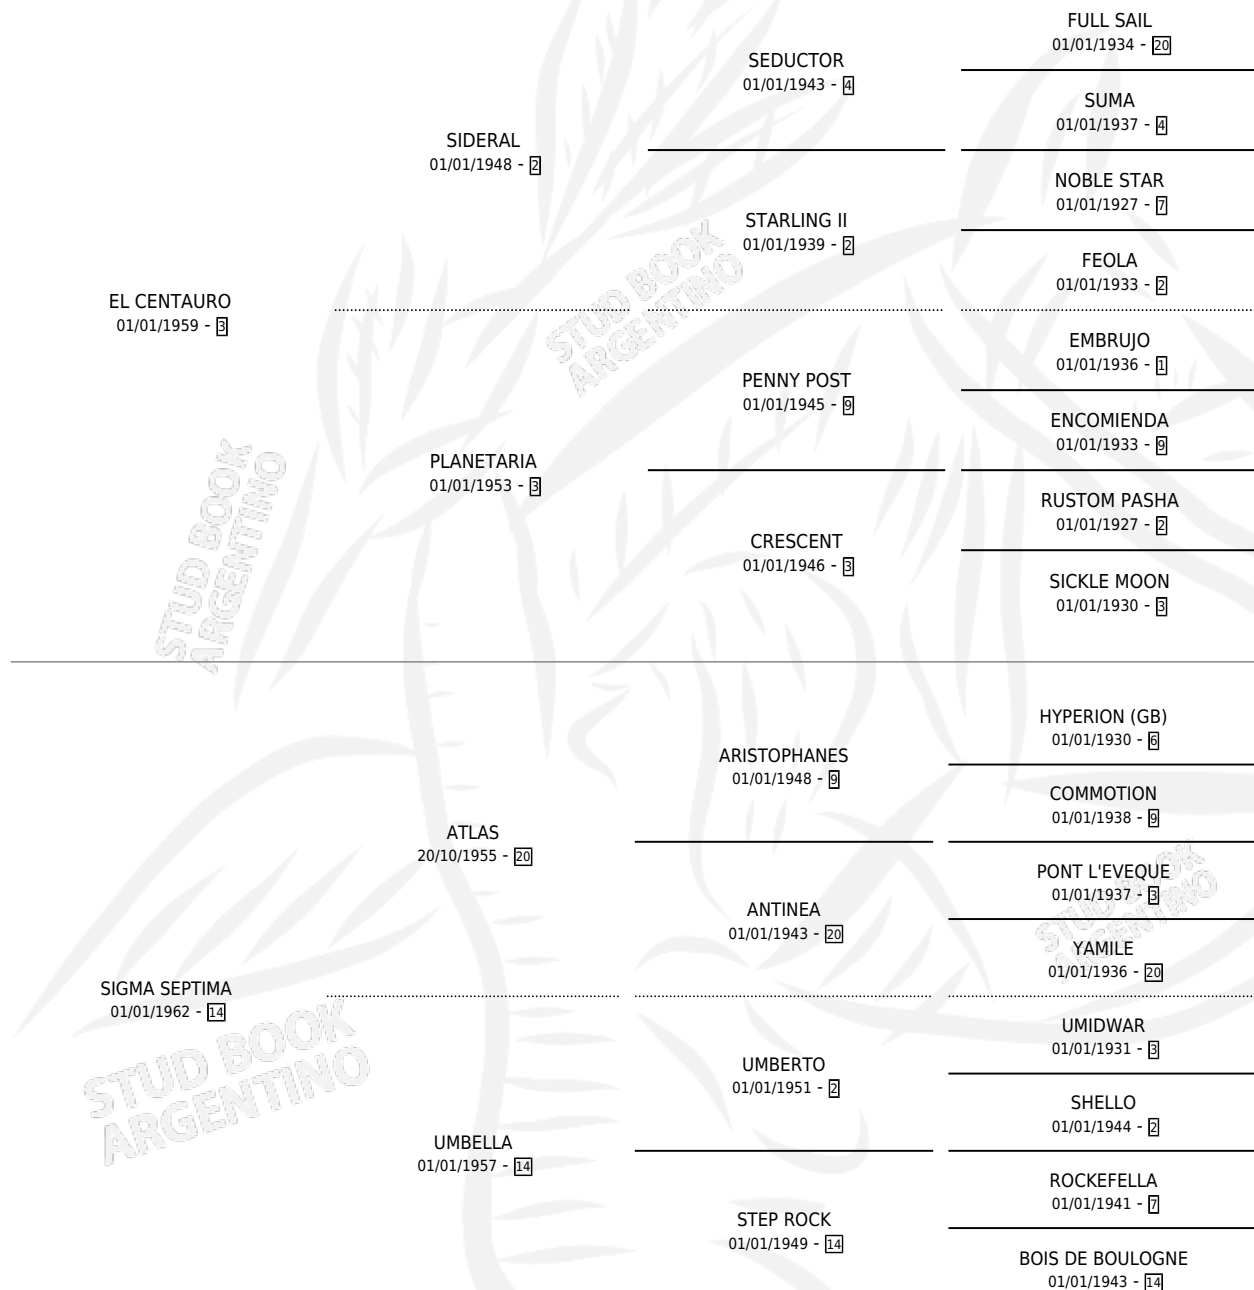 FULL SAIL
01/01/1934 - 20
SEDUCTOR
01/01/1943 - 4
SUMA
01/01/1937 - 4
SIDERAL
01/01/1948 - 2
NOBLE STAR
01/01/1927 - 7
STARLING II
01/01/1939 - 2
FEOLA
01/01/1933 - 2
EL CENTAURO
01/01/1959 - 3
EMBRUJO
01/01/1936 - 1
PENNY POST
01/01/1945 - 9
ENCOMIENDA
01/01/1933 - 9
PLANETARIA
01/01/1953 - 3
RUSTOM PASHA
01/01/1927 - 2
CRESCENT
01/01/1946 - 3
SICKLE MOON
01/01/1930 - 3
HYPERION (GB)
01/01/1930 - 6
ARISTOPHANES
01/01/1948 - 9
COMMOTION
01/01/1938 - 9
ATLAS
20/10/1955 - 20
PONT L'EVEQUE
01/01/1937 - 3
ANTINEA
01/01/1943 - 20
YAMILE
01/01/1936 - 20
SIGMA SEPTIMA
01/01/1962 - 14
UMIDWAR
01/01/1931 - 3
UMBERTO
01/01/1951 - 2
SHELLO
01/01/1944 - 2
UMBELLA
01/01/1957 - 14
ROCKEFELLA
01/01/1941 - 7
STEP ROCK
01/01/1949 - 14
BOIS DE BOULOGNE
01/01/1943 - 14
STUD BOOK
ARGENTINO
STUD BOOK
ARGENTINO
STUD BOOK
ARGENTINO
STUD BOOK
ARGENTINO